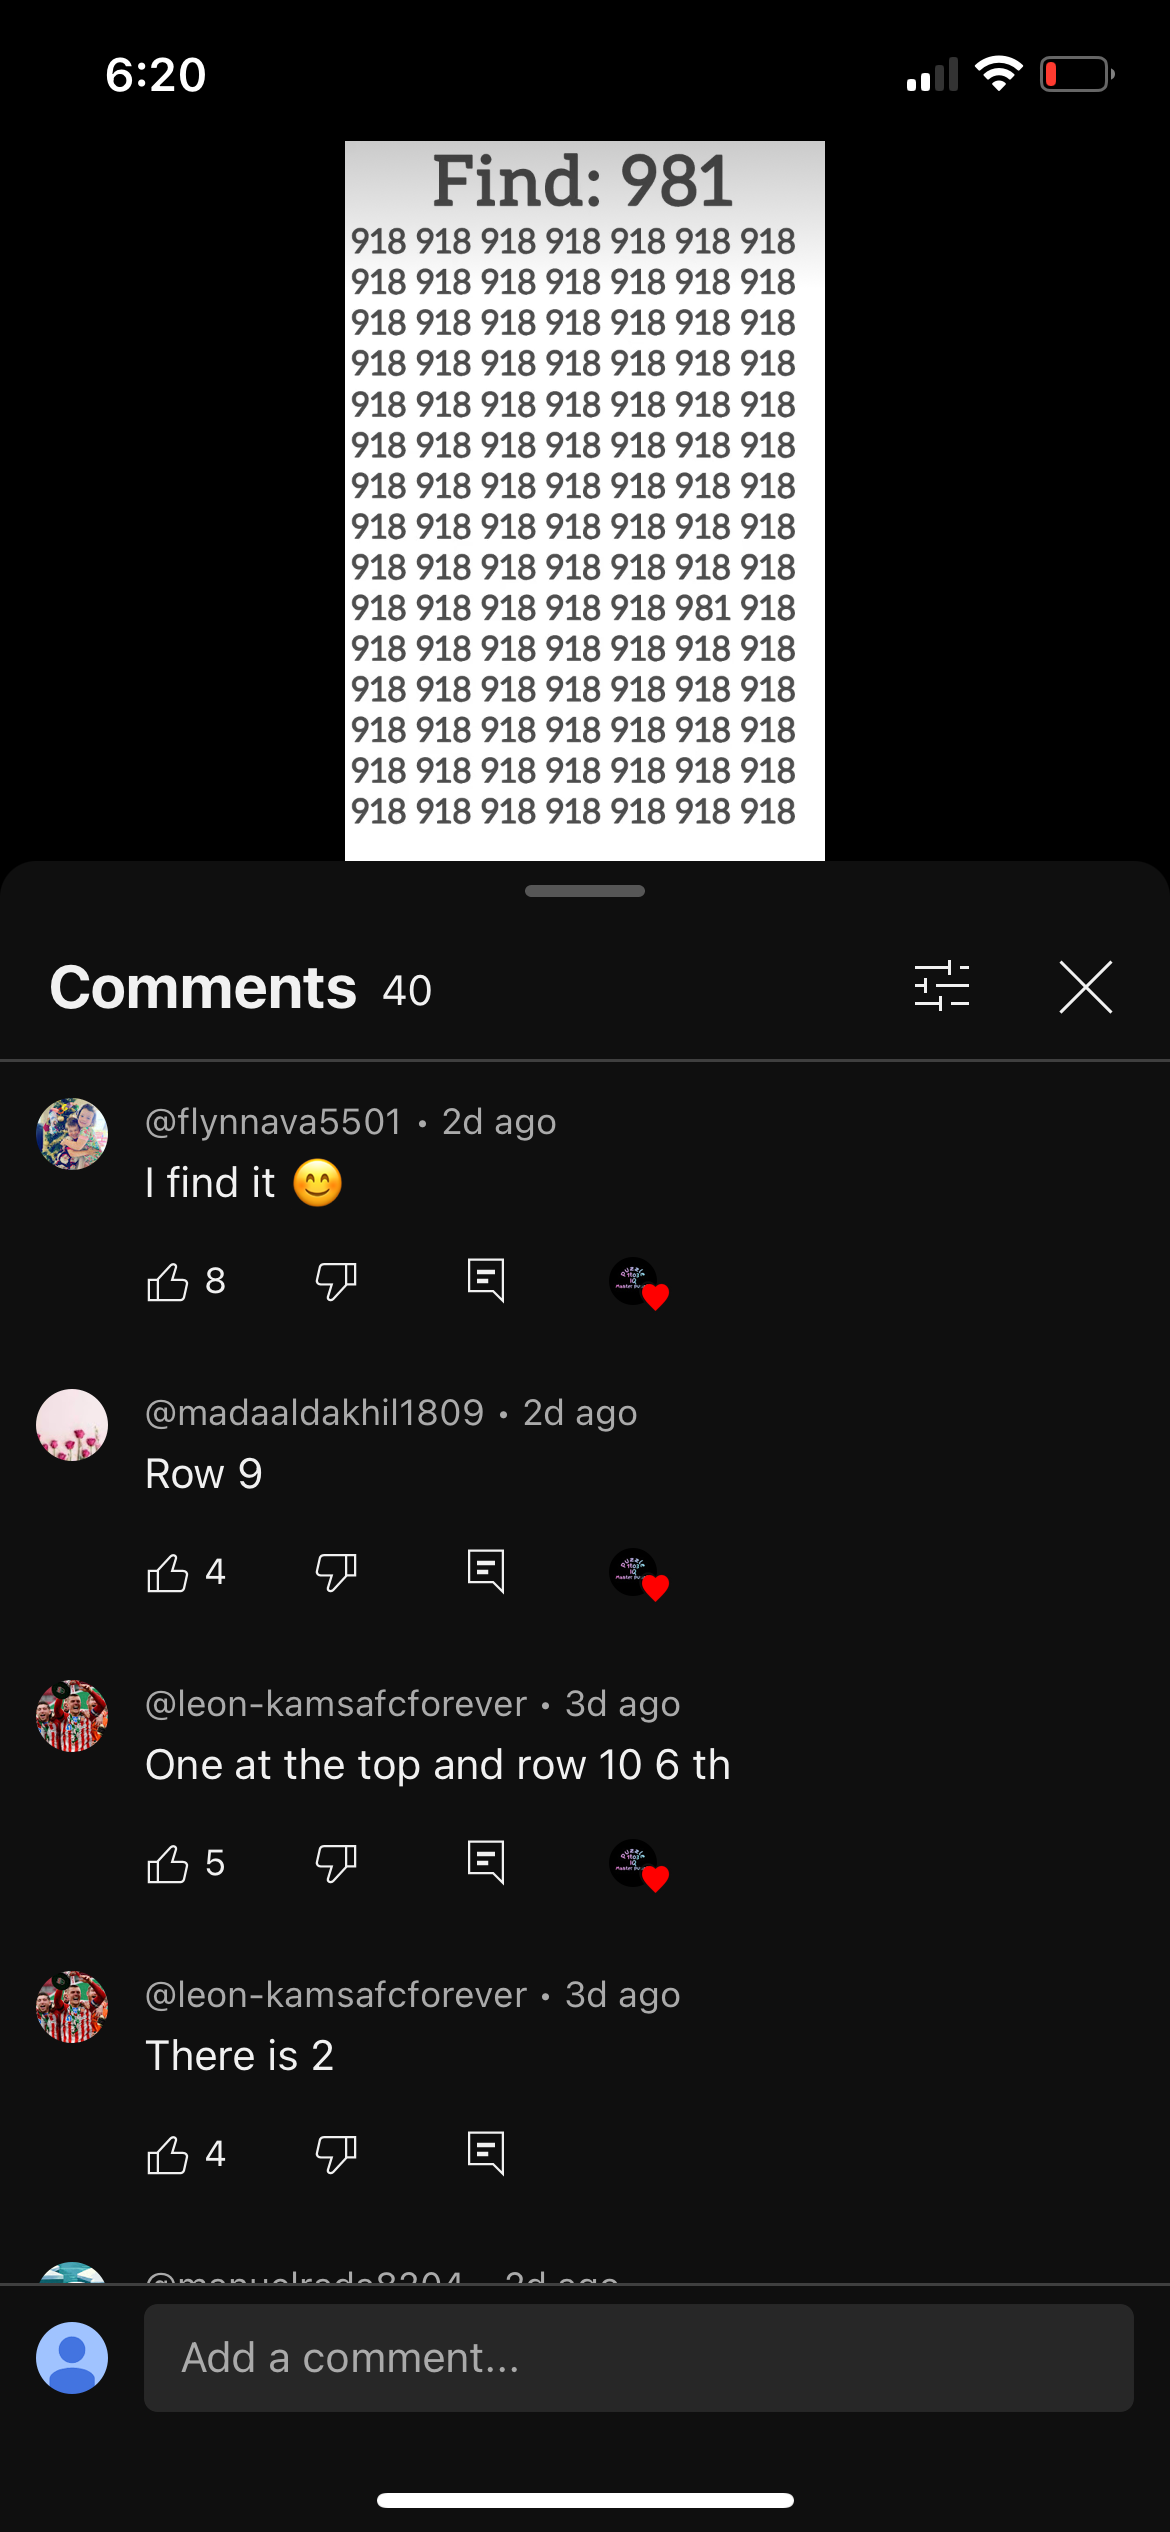 6:20
Find: 981
918 918 918 918 918 918 918
918 918 918 918 918 918 918
918 918 918 918 918 918 918
918 918 918 918 918 918 918
918 918 918 918 918 918 918
918 918 918 918 918 918 918
918 918 918 918 918 918 918
918 918 918 918 918 918 918
918 918 918 918 918 918 918
918 918 918 918 918 981 918
918 918 918 918 918 918 918
918 918 918 918 918 918 918
918 918 918 918 918 918 918
918 918 918 918 918 918 918
918 918 918 918 918 918 918
Comments 40
@flynnava5501 • 2d ago
I find it 😊
8
@madaaldakhil1809 • 2d ago
Row 9
4
@leon-kamsafcforever • 3d ago
One at the top and row 10 6 th
5
@leon-kamsafcforever • 3d ago
There is 2
4
Add a comment...